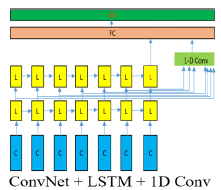 FC
1-D Conv
L L L L L L L
L L L L L L L
C C C C C C C
ConvNet + LSTM + 1D Conv